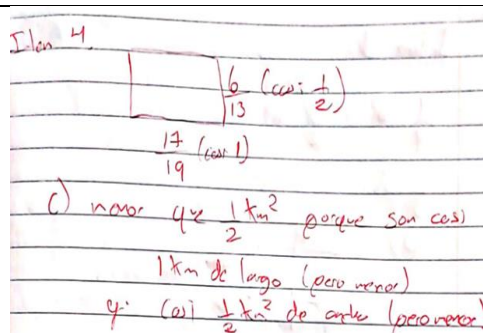 Item 4.
6/13 (casi 1/2)
17/19 (casi 1)
c) menor que 1/2 km² porque son casi
1 km de largo (pero menor)
y casi 1/2 km² de ancho (pero menor)